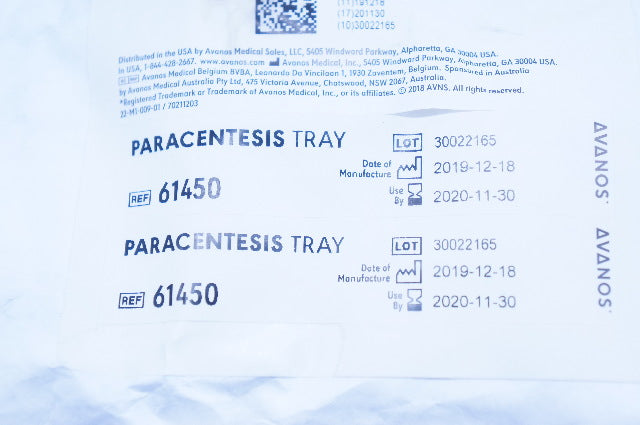 (11)191218
(17)201130
(10)30022165
Distributed in the USA by Avanos Medical Sales, LLC, 5405 Windward Parkway, Alpharetta, GA 30004 USA.
In USA, 1-844-428-2667. Avanos Medical, Inc., 5405 Windward Parkway, Alpharetta, GA 30004 USA.
Avanos Medical Belgium BVBA, Leonardo Da Vincilaan 1, 1930 Zaventem, Belgium. Sponsored in Australia
by Avanos Medical Australia Pty Ltd, 475 Victoria Avenue, Chatswood, NSW 2067, Australia.
*Registered Trademark or Trademark of Avanos Medical, Inc., or its affiliates. © 2018 AVNS. All rights reserved.
22-M1-009-01 / 70211203
PARACENTESIS TRAY
REF 61450
LOT 30022165
Date of
Manufacture 2019-12-18
Use
By 2020-11-30
AVANOS
PARACENTESIS TRAY
REF 61450
LOT 30022165
Date of
Manufacture 2019-12-18
Use
By 2020-11-30
AVANOS